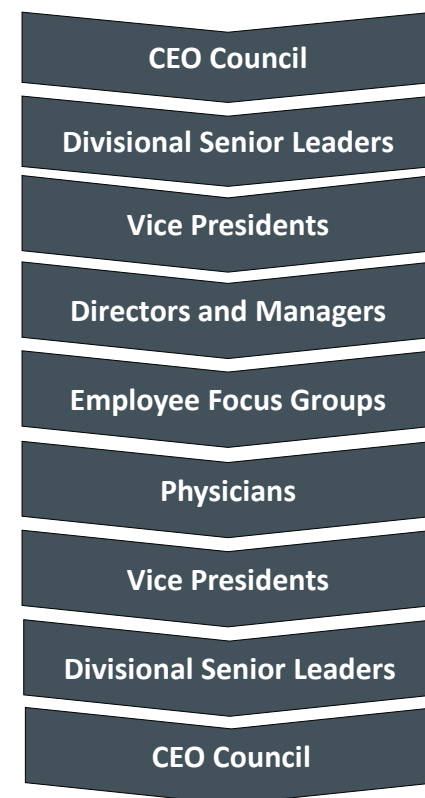 CEO Council
Divisional Senior Leaders
Vice Presidents
Directors and Managers
Employee Focus Groups
Physicians
Vice Presidents
Divisional Senior Leaders
CEO Council